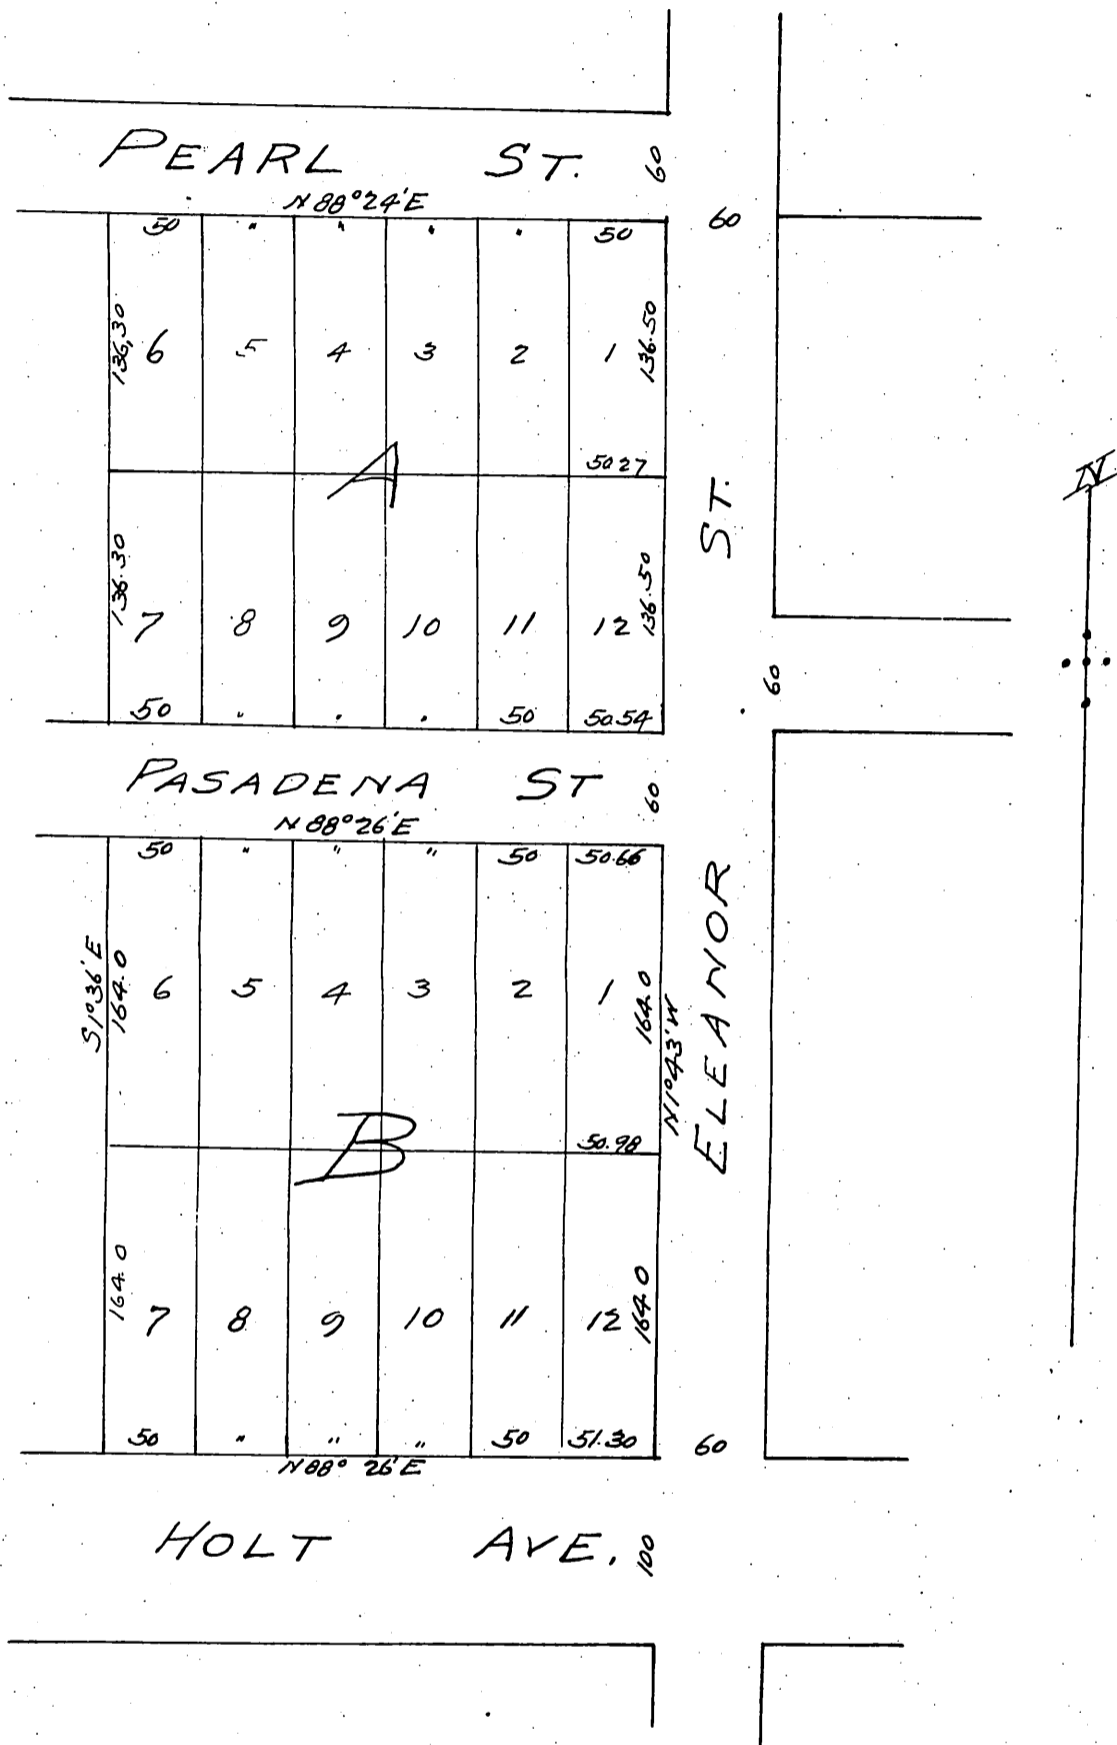 PEARL ST. 60
N 88° 24' E
50 " " " " 50 60
136,30 6 5 4 3 2 1 136.50
A
50 27
ST.
N
136.30 7 8 9 10 11 12 136.50
50 " " " 50 50.54
60
PASADENA ST 60
N 88° 26' E
50 " " " 50 50.66
S 1° 36' E 164.0 6 5 4 3 2 1 164.0 N 1° 43' W
ELEANOR
B
50.98
164.0 7 8 9 10 11 12 164.0
50 " " " 50 51.30 60
N 88° 26' E
HOLT AVE. 100